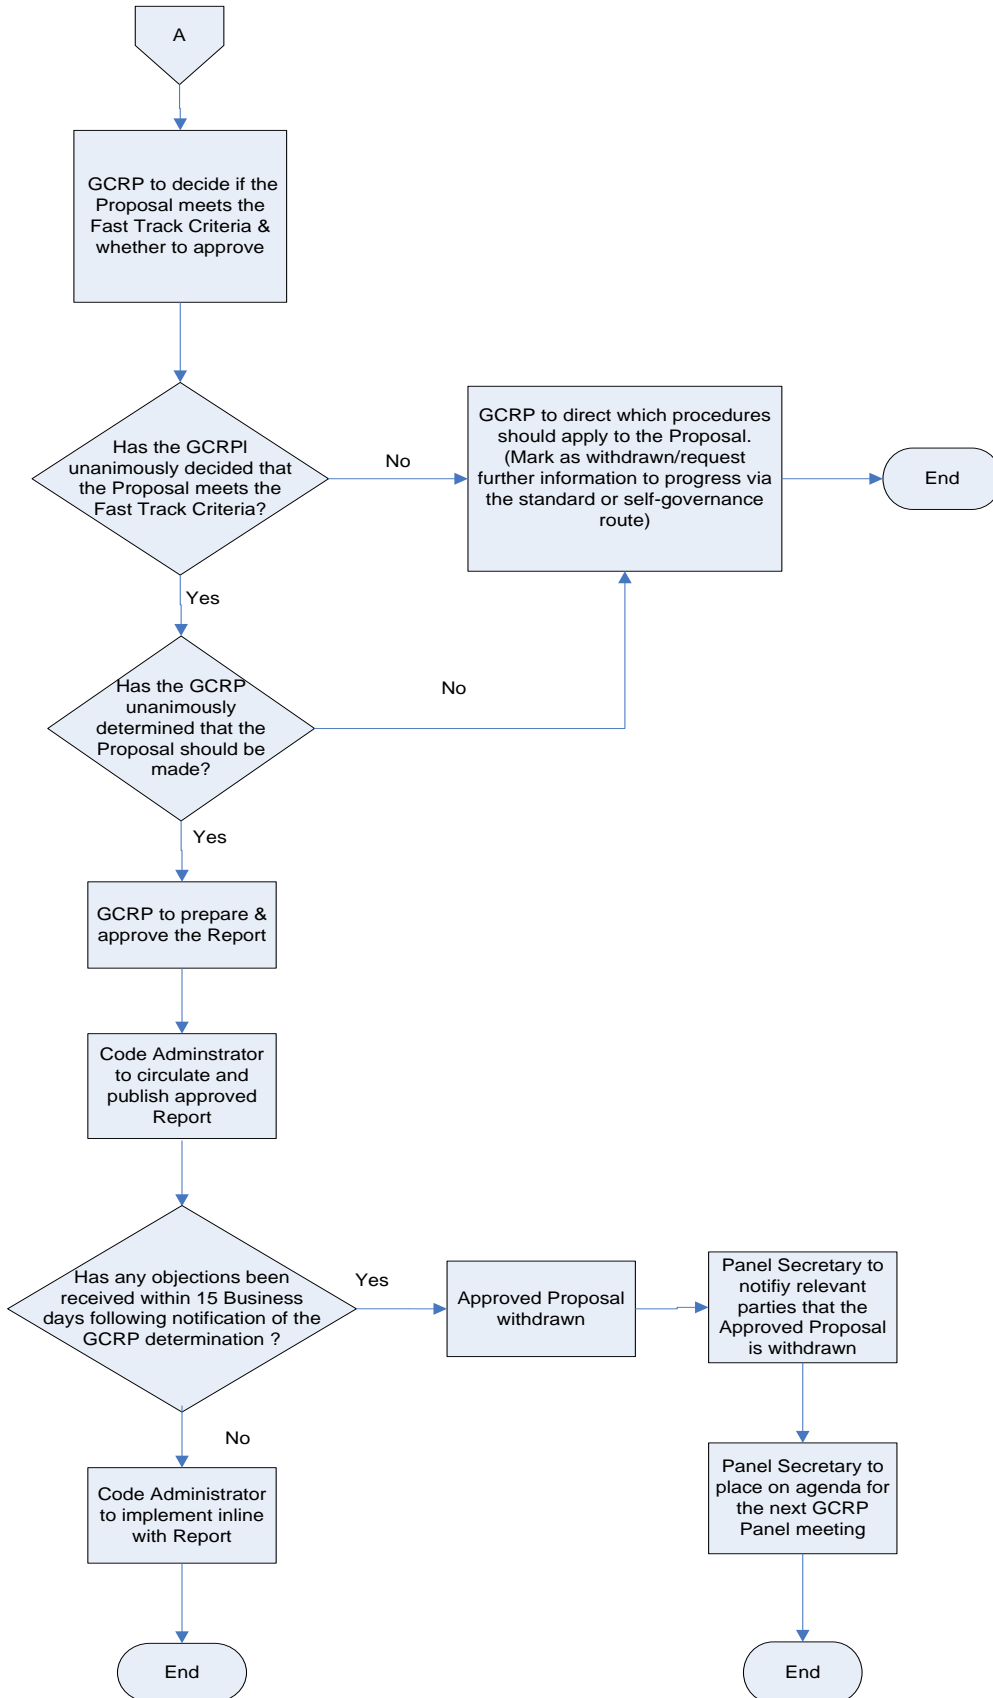 A
GCRP to decide if the
Proposal meets the
Fast Track Criteria &
whether to approve
Has the GCRPl
unanimously decided that
the Proposal meets the
Fast Track Criteria?
No
GCRP to direct which procedures
should apply to the Proposal.
(Mark as withdrawn/request
further information to progress via
the standard or self-governance
route)
End
Yes
Has the GCRP
unanimously
determined that the
Proposal should be
made?
No
Yes
GCRP to prepare &
approve the Report
Code Adminstrator
to circulate and
publish approved
Report
Has any objections been
received within 15 Business
days following notification of the
GCRP determination ?
Yes
Approved Proposal
withdrawn
Panel Secretary to
notifiy relevant
parties that the
Approved Proposal
is withdrawn
No
Code Administrator
to implement inline
with Report
Panel Secretary to
place on agenda for
the next GCRP
Panel meeting
End
End